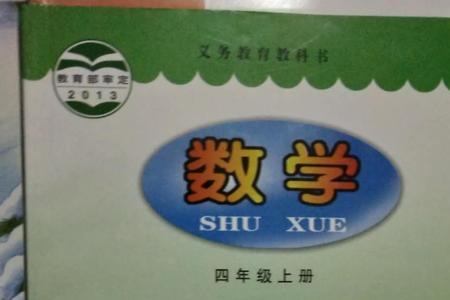 义务教育教科书
教育部审定
2013
数学
SHU XUE
四年级上册